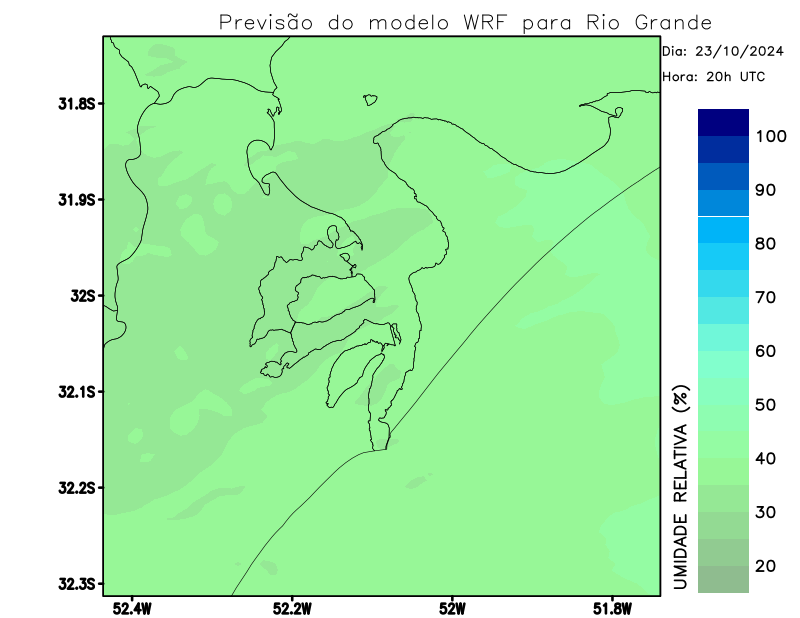 Previsão do modelo WRF para Rio Grande
Dia: 23/10/2024
Hora: 20h UTC
31.8S
31.9S
32S
32.1S
32.2S
32.3S
52.4W
52.2W
52W
51.8W
UMIDADE RELATIVA (%)
100
90
80
70
60
50
40
30
20